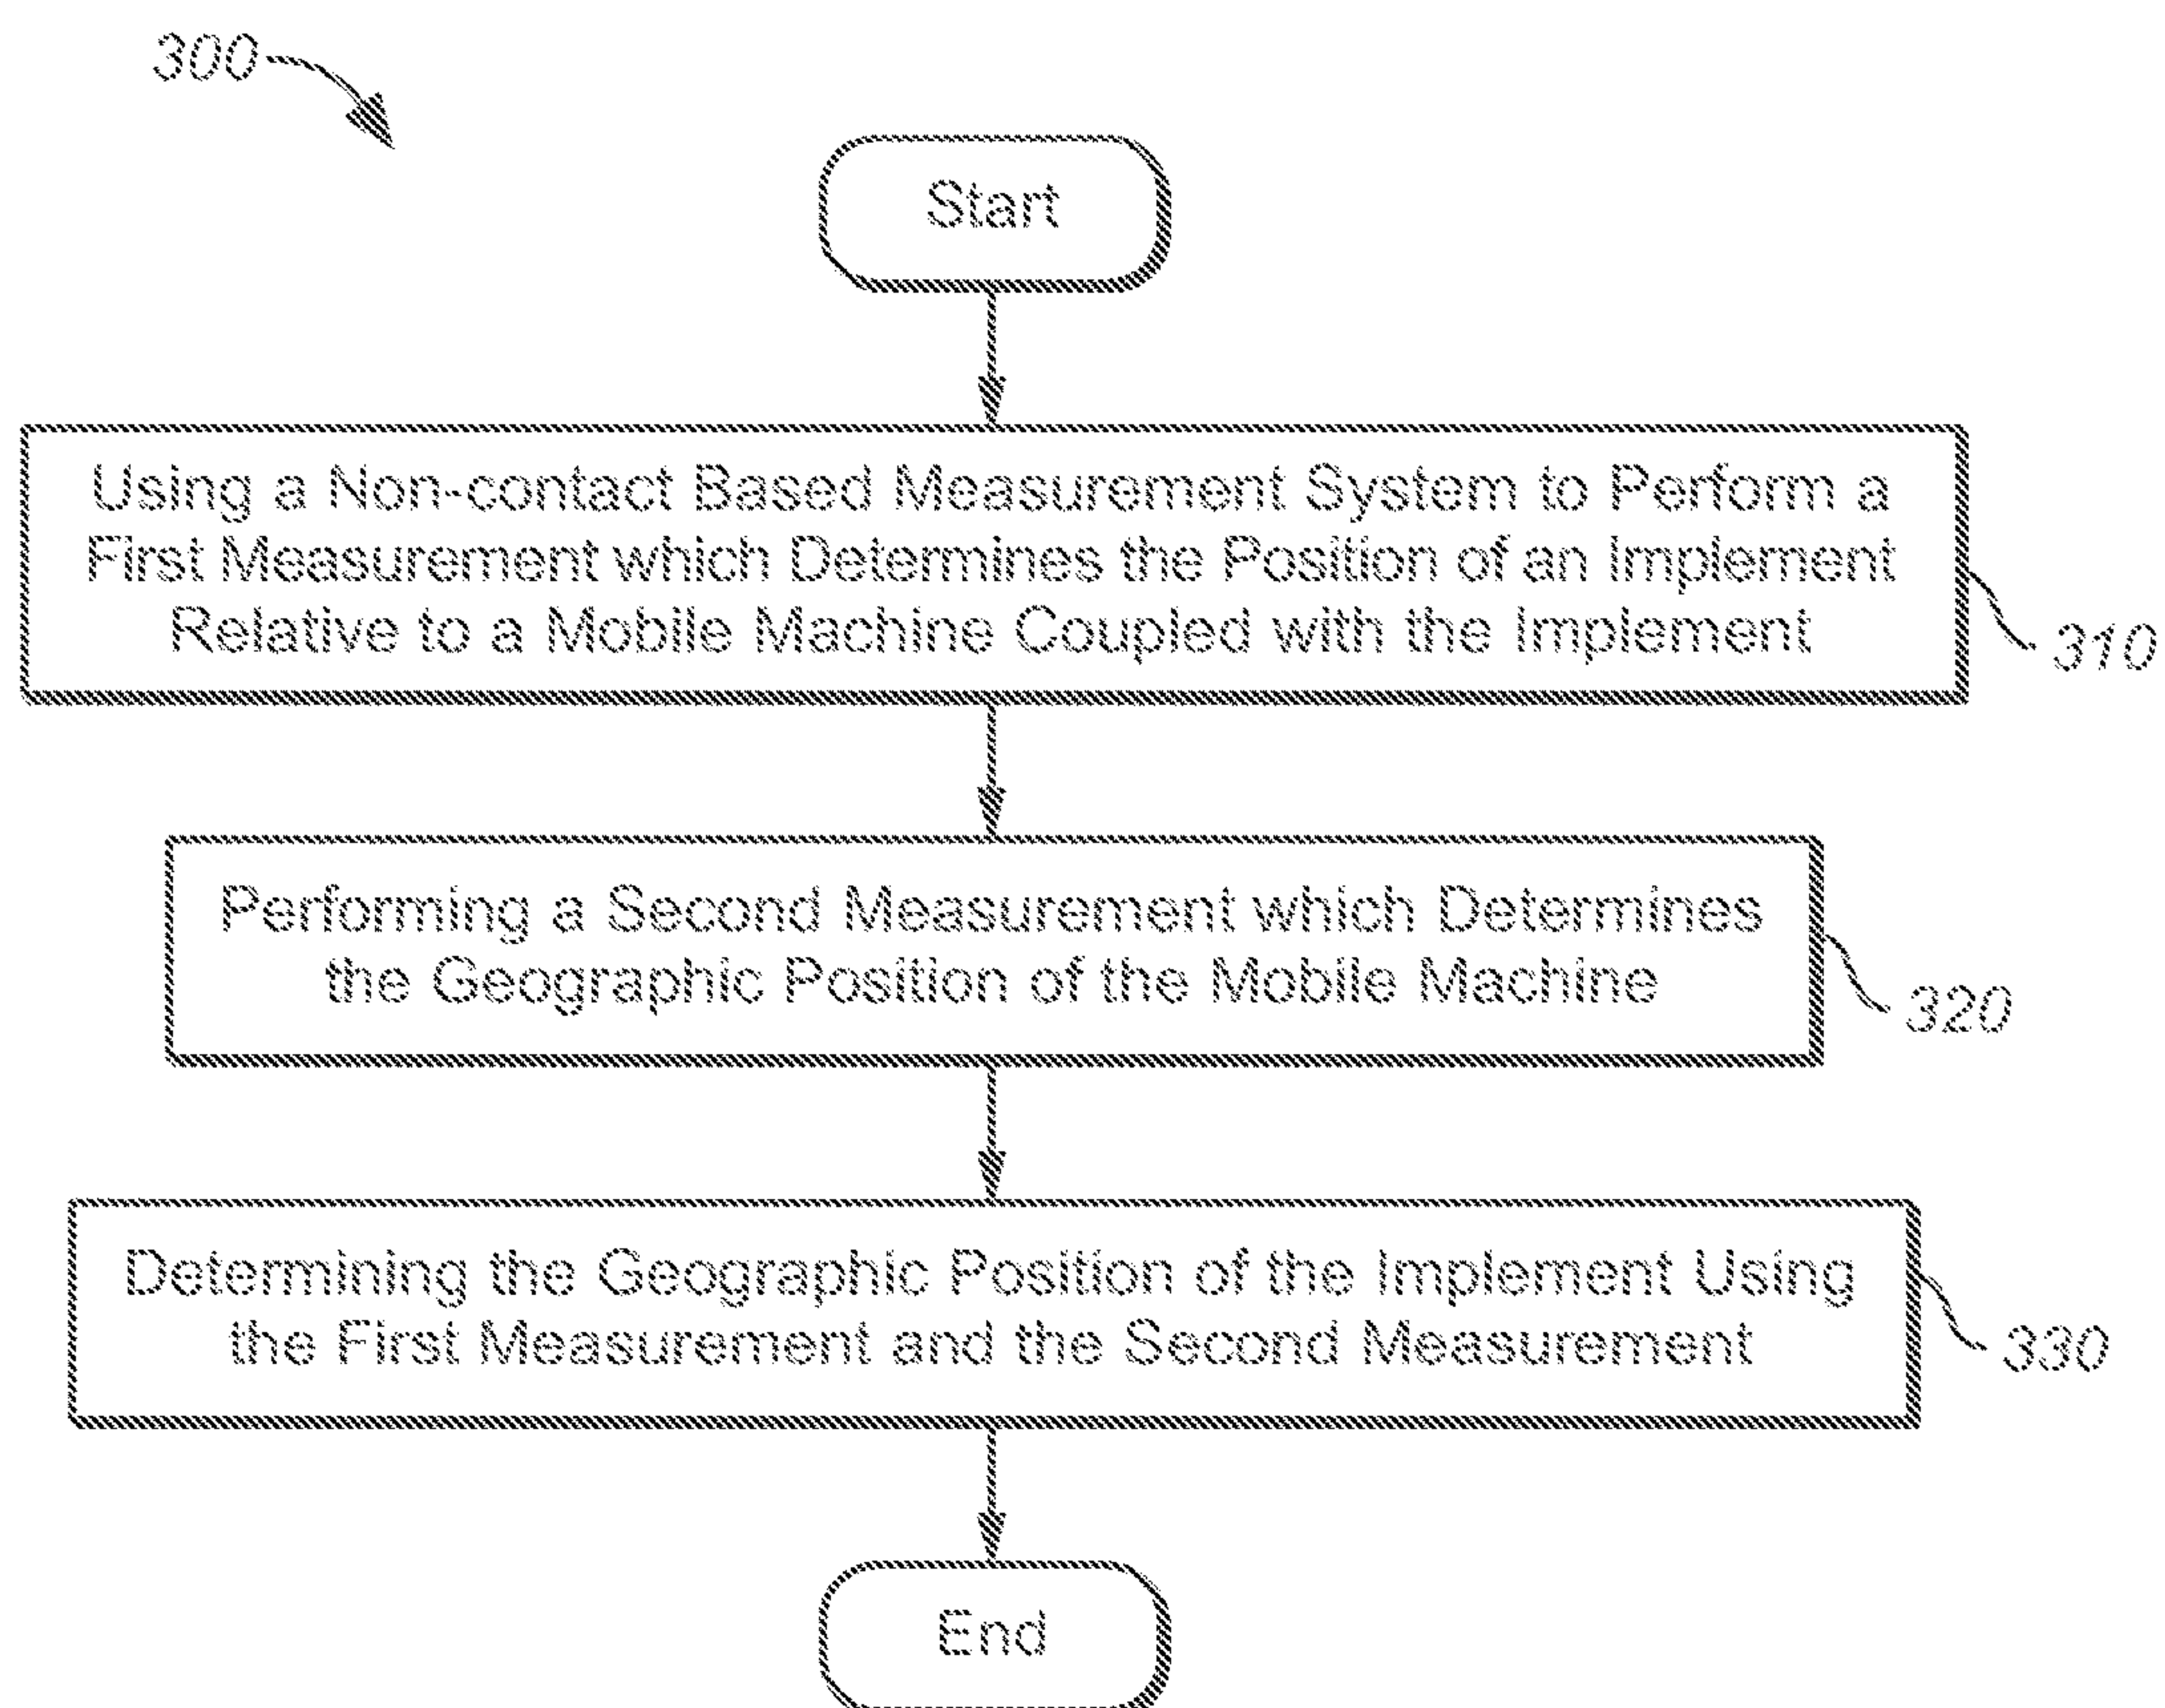 300
Start
Using a Non-contact Based Measurement System to Perform a
First Measurement which Determines the Position of an Implement
Relative to a Mobile Machine Coupled with the Implement
310
Performing a Second Measurement which Determines
the Geographic Position of the Mobile Machine
320
Determining the Geographic Position of the Implement Using
the First Measurement and the Second Measurement
330
End